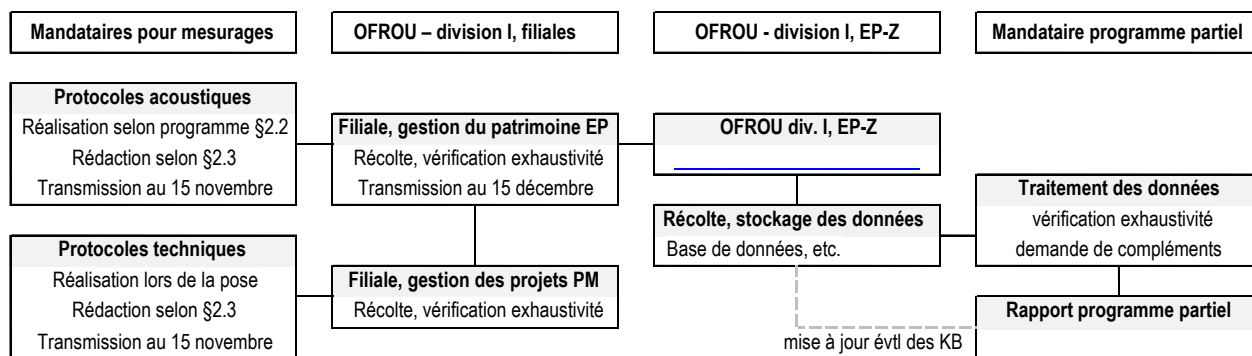 Mandataires pour mesurages
OFROU – division I, filiales
OFROU - division I, EP-Z
Mandataire programme partiel
Protocoles acoustiques
Réalisation selon programme §2.2
Rédaction selon §2.3
Transmission au 15 novembre
Filiale, gestion du patrimoine EP
Récolte, vérification exhaustivité
Transmission au 15 décembre
OFROU div. I, EP-Z
Récolte, stockage des données
Base de données, etc.
Traitement des données
vérification exhaustivité
demande de compléments
Protocoles techniques
Réalisation lors de la pose
Rédaction selon §2.3
Transmission au 15 novembre
Filiale, gestion des projets PM
Récolte, vérification exhaustivité
Rapport programme partiel
mise à jour évtl des KB